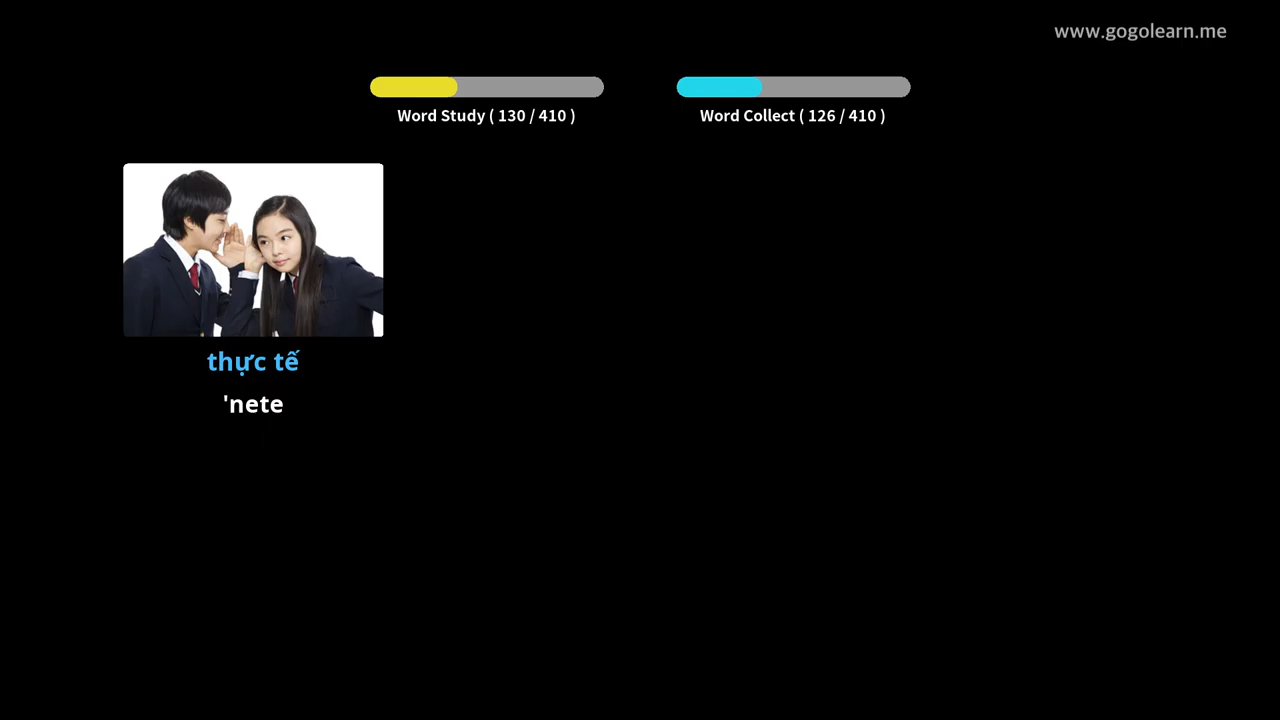 www.gogolearn.me
Word Study ( 130 / 410 )
Word Collect ( 126 / 410 )
thực tế
'nete